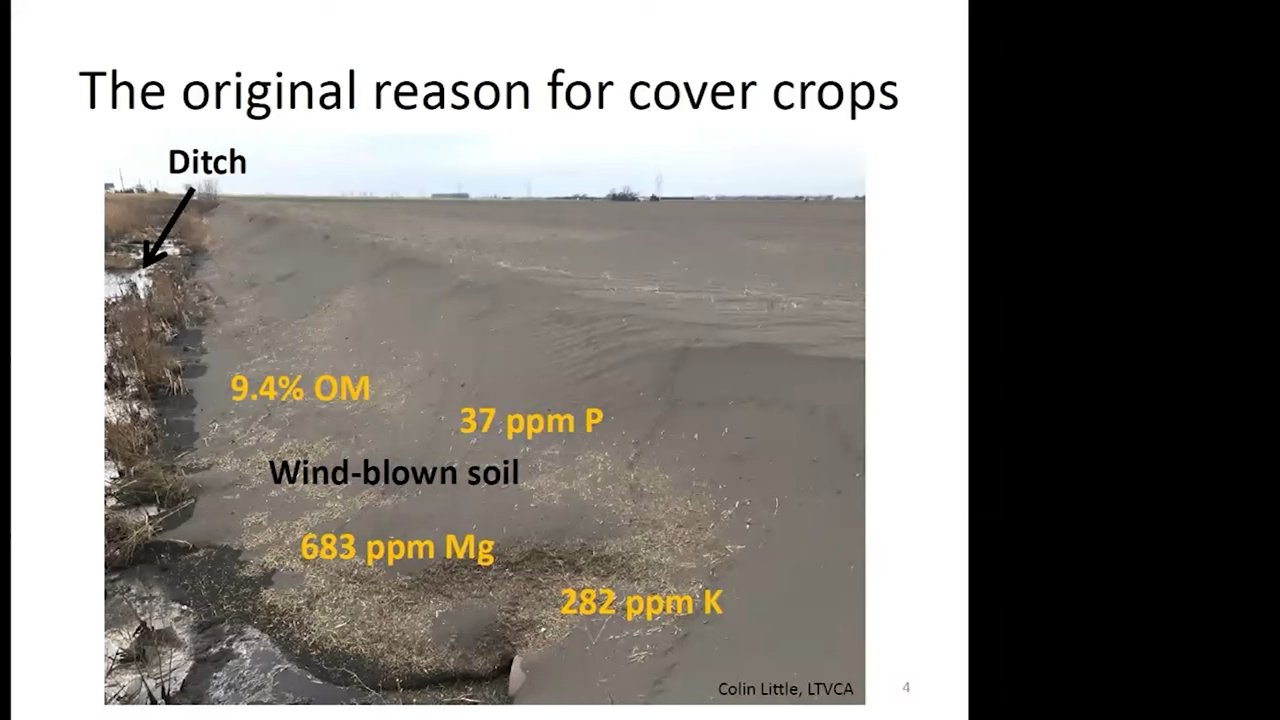 The original reason for cover crops
Ditch
9.4% OM
37 ppm P
Wind-blown soil
683 ppm Mg
282 ppm K
Colin Little, LTVCA
4